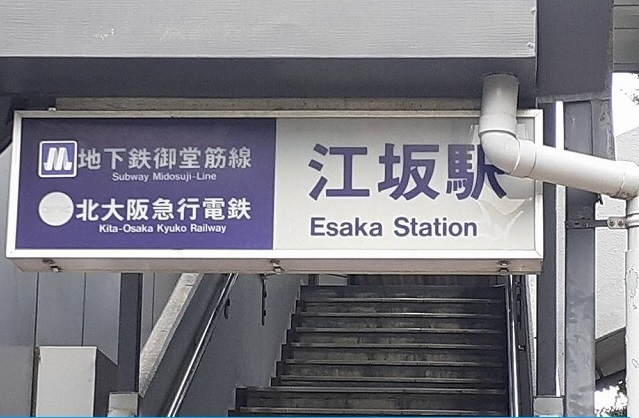 地下鉄御堂筋線
Subway Midosuji-Line
北大阪急行電鉄
Kita-Osaka Kyuko Railway
江坂駅
Esaka Station